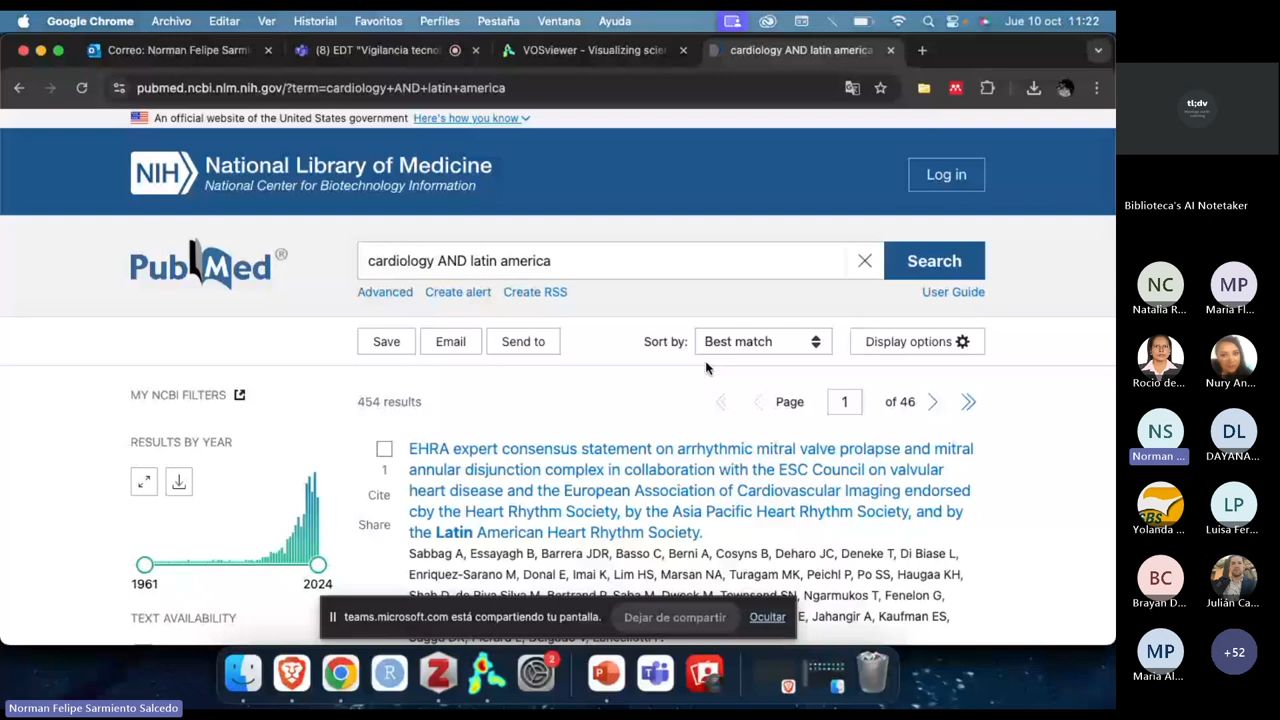 Google Chrome Archivo Editar Ver Historial Favoritos Perfiles Pestaña Ventana Ayuda Jue 10 oct 11:22
Correo: Norman Felipe Sarmi
(8) EDT "Vigilancia tecno
VOSviewer - Visualizing scie
cardiology AND latin america
pubmed.ncbi.nlm.nih.gov/?term=cardiology+AND+latin+america
An official website of the United States government Here's how you know
NIH National Library of Medicine
National Center for Biotechnology Information
Log in
PubMed®
cardiology AND latin america
Search
Advanced Create alert Create RSS User Guide
Save Email Send to Sort by: Best match Display options
MY NCBI FILTERS
454 results Page 1 of 46
RESULTS BY YEAR
1961 2024
TEXT AVAILABILITY
1
Cite
Share
EHRA expert consensus statement on arrhythmic mitral valve prolapse and mitral
annular disjunction complex in collaboration with the ESC Council on valvular
heart disease and the European Association of Cardiovascular Imaging endorsed
cby the Heart Rhythm Society, by the Asia Pacific Heart Rhythm Society, and by
the Latin American Heart Rhythm Society.
Sabbag A, Essayagh B, Barrera JDR, Basso C, Berni A, Cosyns B, Deharo JC, Deneke T, Di Biase L,
Enriquez-Sarano M, Donal E, Imai K, Lim HS, Marsan NA, Turagam MK, Peichl P, Po SS, Haugaa KH,
Ngarmukos T, Fenelon G,
E, Jahangir A, Kaufman ES,
teams.microsoft.com está compartiendo tu pantalla. Dejar de compartir Ocultar
2
Norman Felipe Sarmiento Salcedo
tl;dv
Biblioteca's AI Notetaker
NC MP
Natalia R... Maria Fl...
Rocio de... Nury An...
NS DL
Norman ... DAYANA...
SBS LP
Yolanda ... Luisa Fer...
BC
Brayan D... Julián Ca...
MP +52
Maria Al...